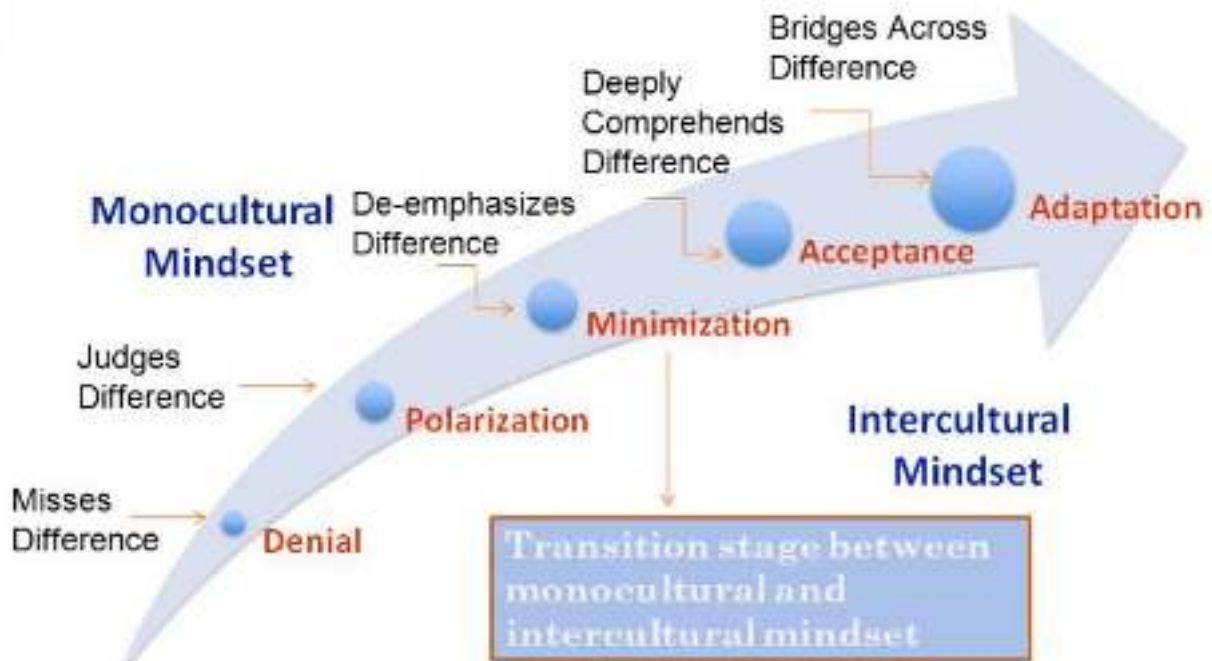 Bridges Across
Difference
Deeply
Comprehends
Difference
Adaptation
Monocultural
Mindset
De-emphasizes
Difference
Acceptance
Minimization
Judges
Difference
Polarization
Intercultural
Mindset
Misses
Difference
Denial
Transition stage between
monocultural and
intercultural mindset